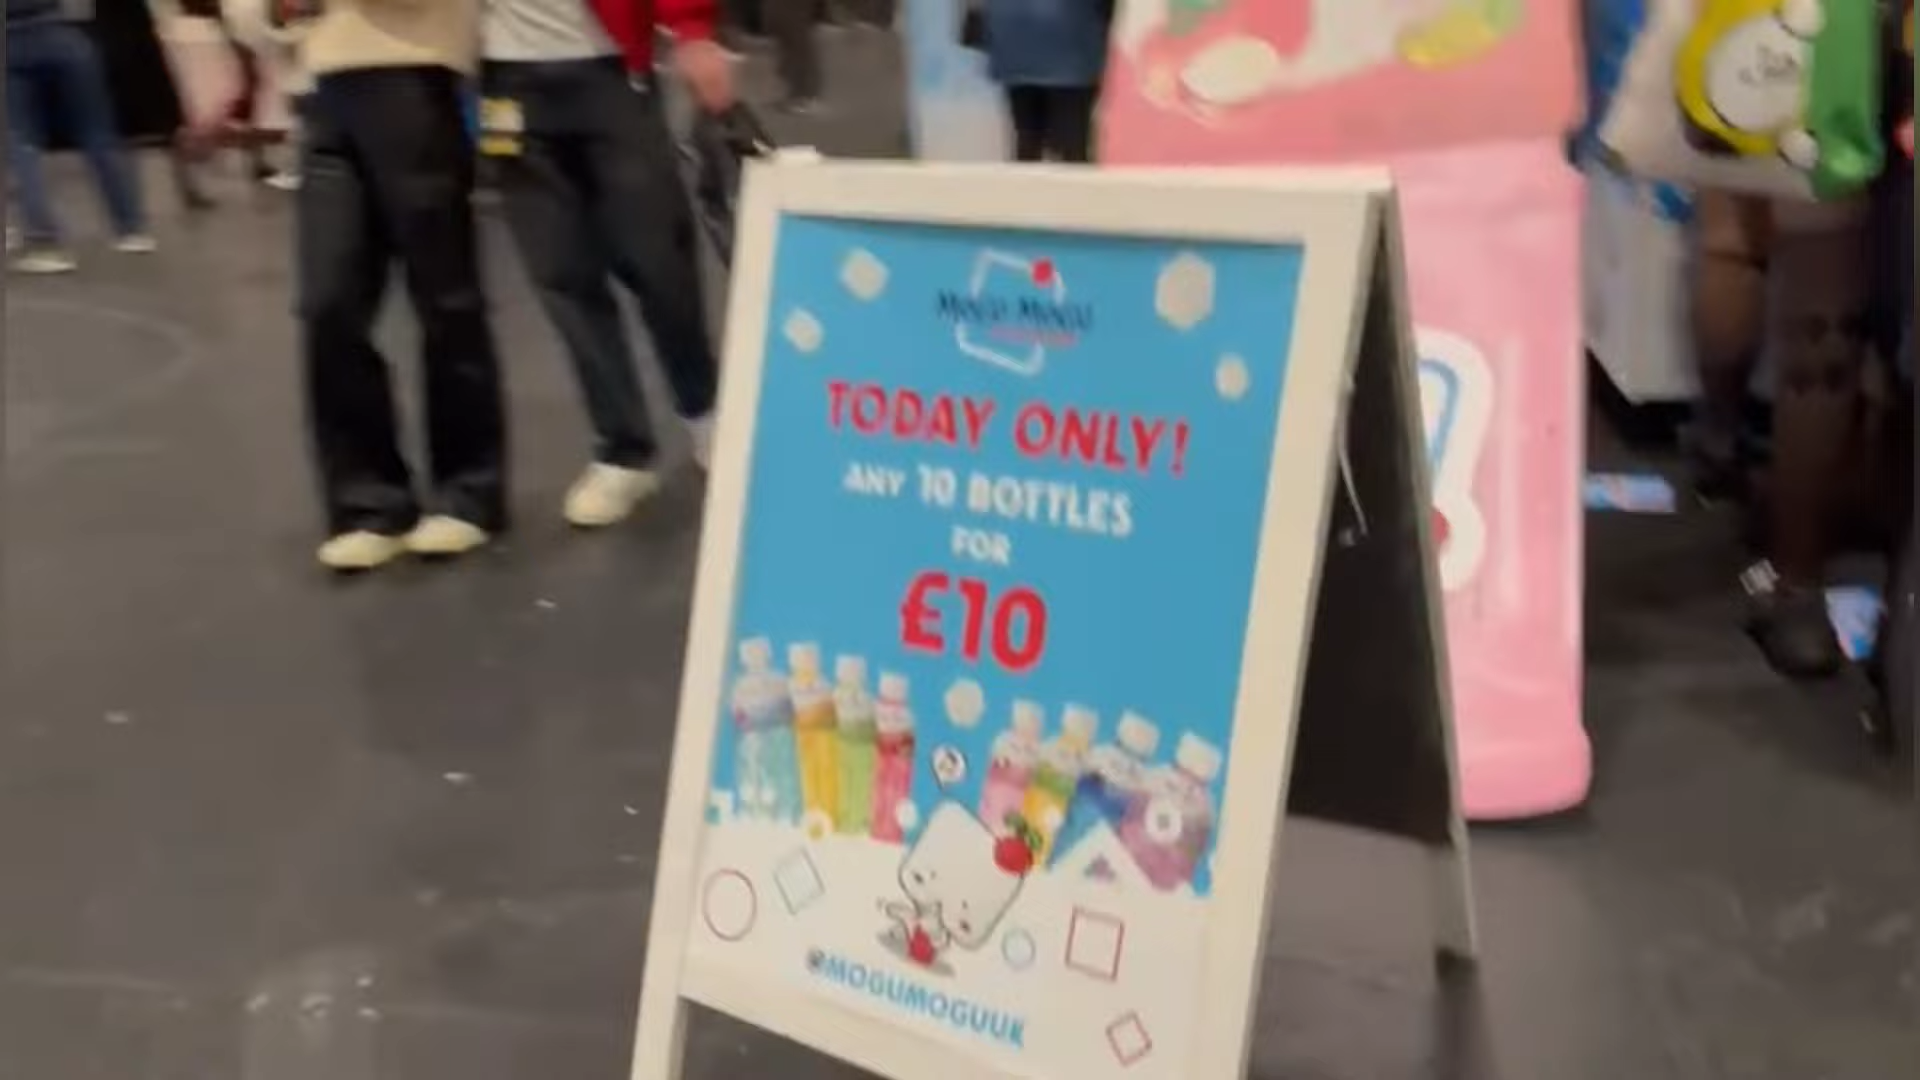 MOGU MOGU
TODAY ONLY!
ANY 10 BOTTLES
FOR
£10
@MOGUMOGUUK